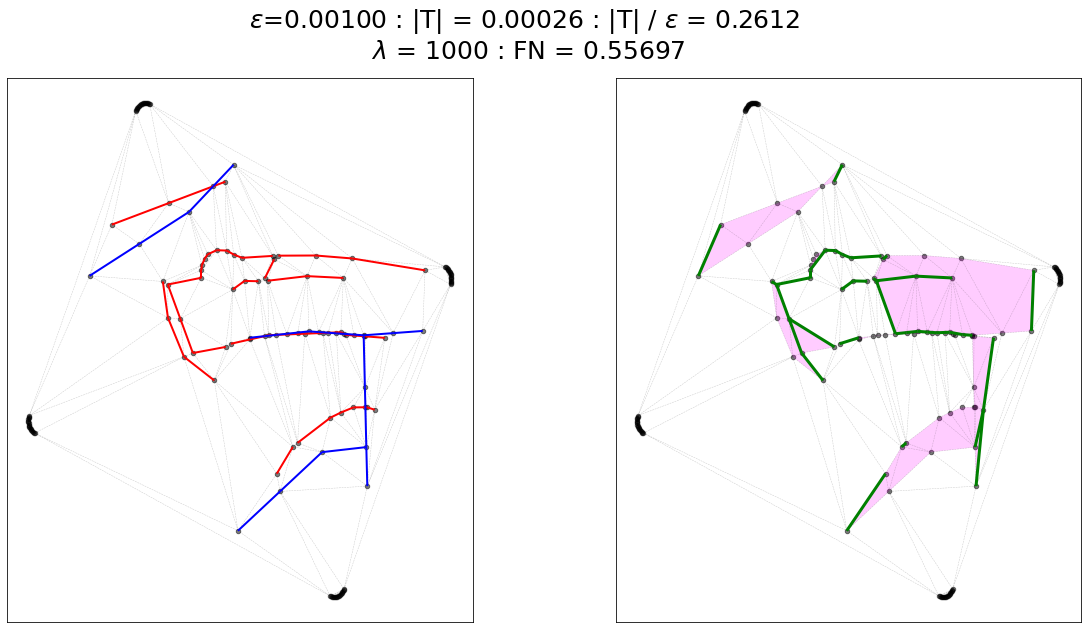 ε=0.00100 : |T| = 0.00026 : |T| / ε = 0.2612
λ = 1000 : FN = 0.55697